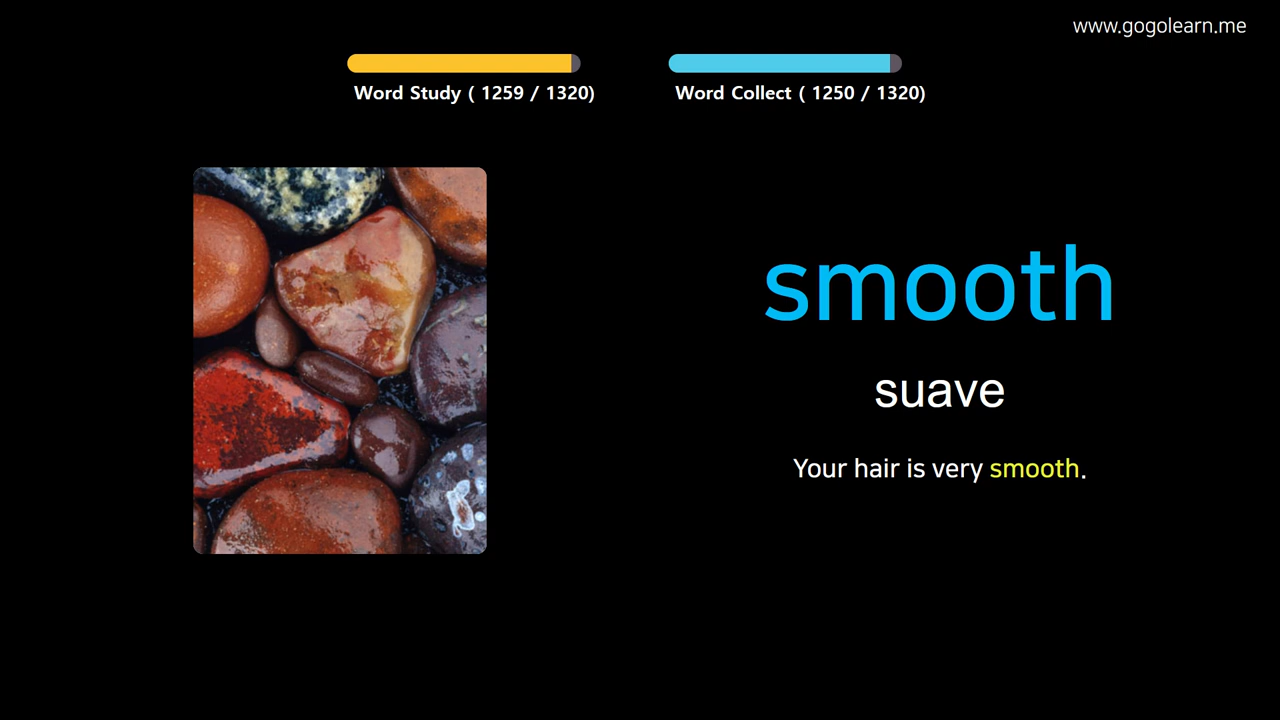 www.gogolearn.me
Word Study ( 1259 / 1320)
Word Collect ( 1250 / 1320)
smooth
suave
Your hair is very smooth.